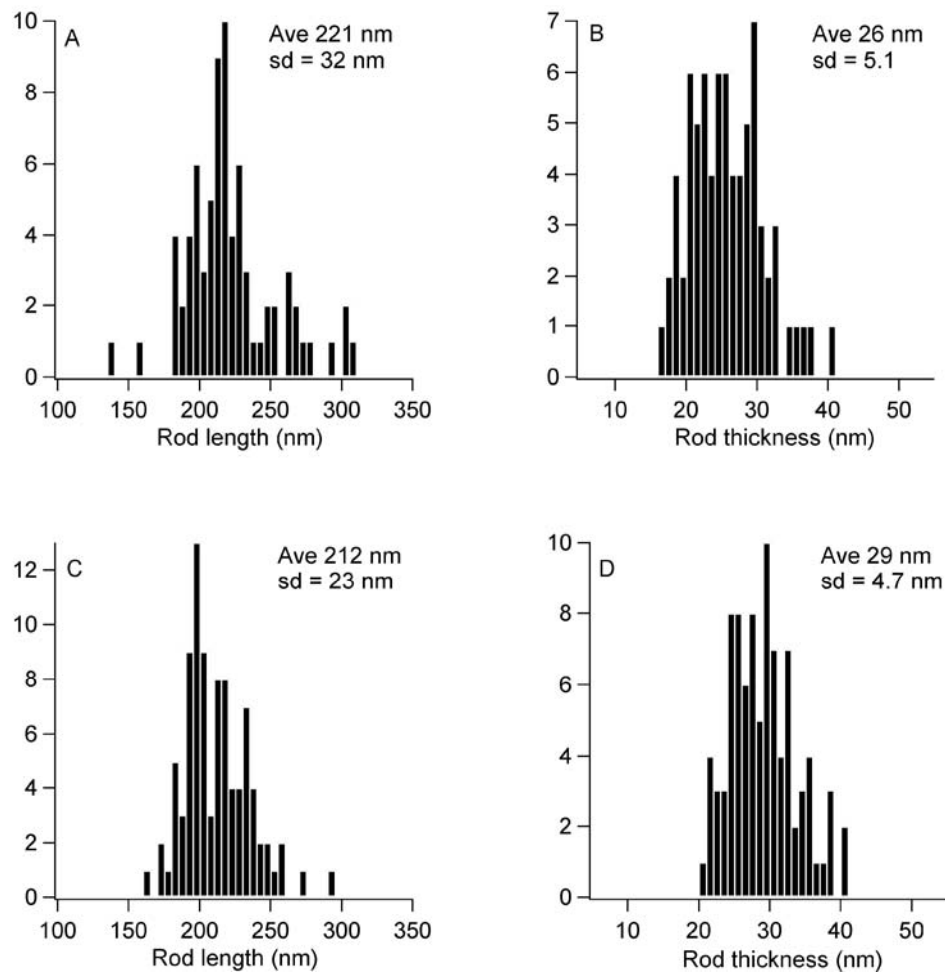 A
Ave 221 nm
sd = 32 nm
10
8
6
4
2
0
100 150 200 250 300 350
Rod length (nm)
B
Ave 26 nm
sd = 5.1
7
6
5
4
3
2
1
0
10 20 30 40 50
Rod thickness (nm)
C
Ave 212 nm
sd = 23 nm
12
10
8
6
4
2
0
100 150 200 250 300 350
Rod length (nm)
D
Ave 29 nm
sd = 4.7 nm
10
8
6
4
2
0
10 20 30 40 50
Rod thickness (nm)